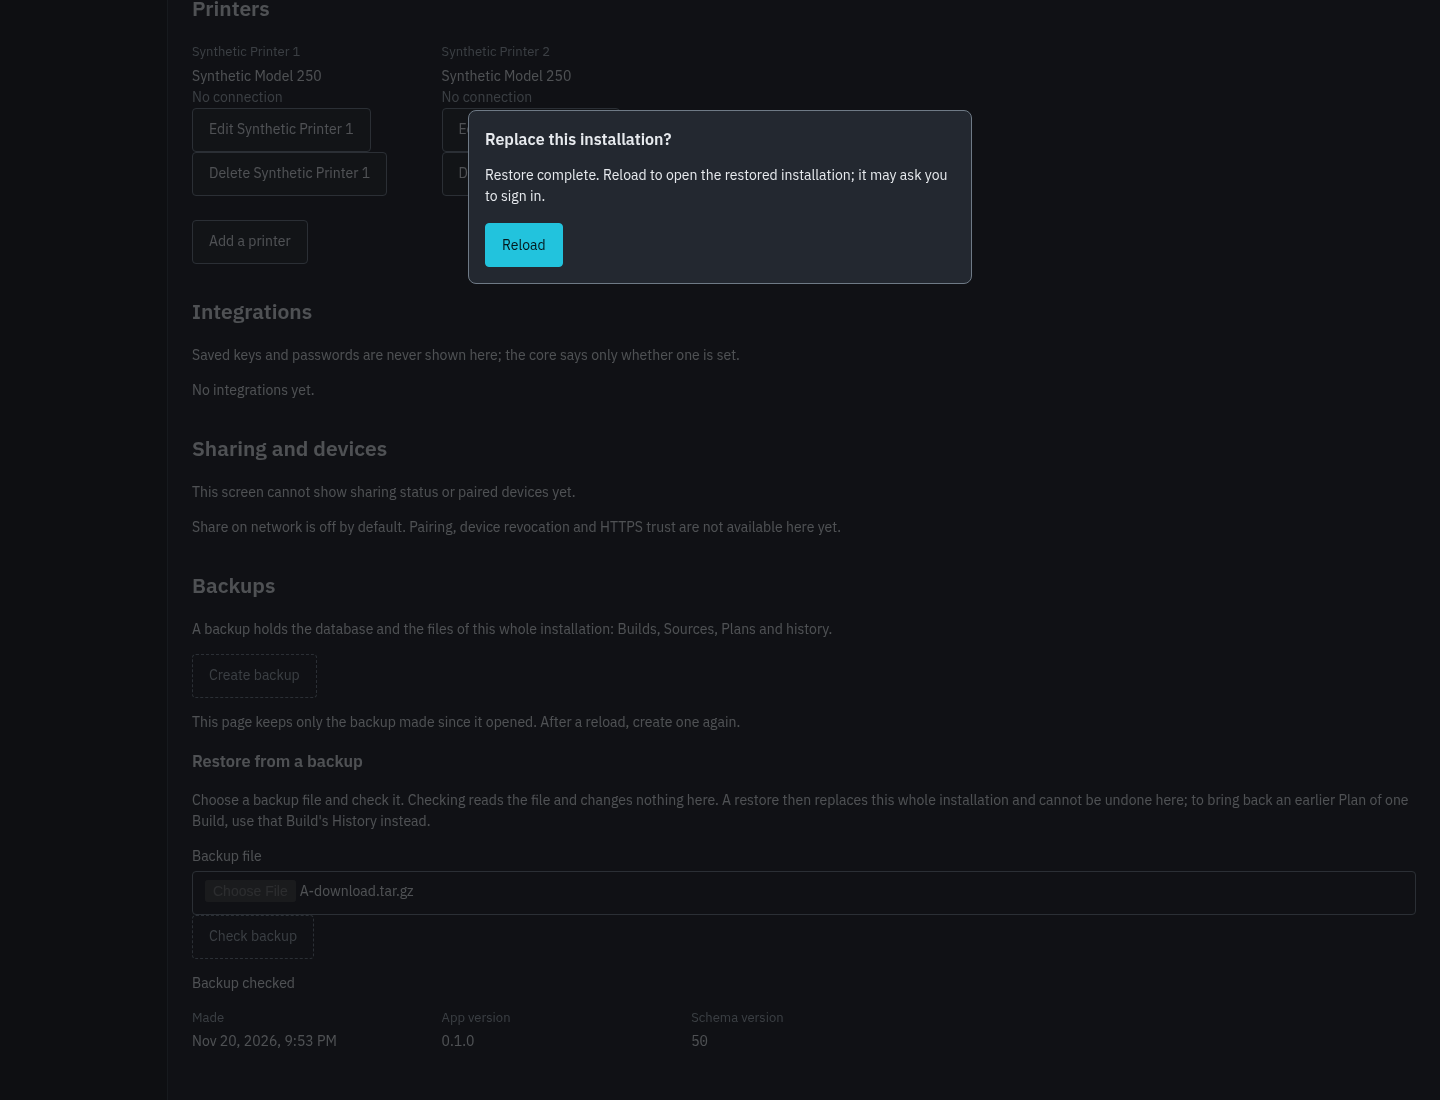 Printers
Synthetic Printer 1
Synthetic Printer 2
Synthetic Model 250
Synthetic Model 250
No connection
No connection
Edit Synthetic Printer 1
Delete Synthetic Printer 1
Add a printer
Replace this installation?
Restore complete. Reload to open the restored installation; it may ask you
to sign in.
Reload
Integrations
Saved keys and passwords are never shown here; the core says only whether one is set.
No integrations yet.
Sharing and devices
This screen cannot show sharing status or paired devices yet.
Share on network is off by default. Pairing, device revocation and HTTPS trust are not available here yet.
Backups
A backup holds the database and the files of this whole installation: Builds, Sources, Plans and history.
Create backup
This page keeps only the backup made since it opened. After a reload, create one again.
Restore from a backup
Choose a backup file and check it. Checking reads the file and changes nothing here. A restore then replaces this whole installation and cannot be undone here; to bring back an earlier Plan of one
Build, use that Build's History instead.
Backup file
Choose File A-download.tar.gz
Check backup
Backup checked
Made
App version
Schema version
Nov 20, 2026, 9:53 PM
0.1.0
50